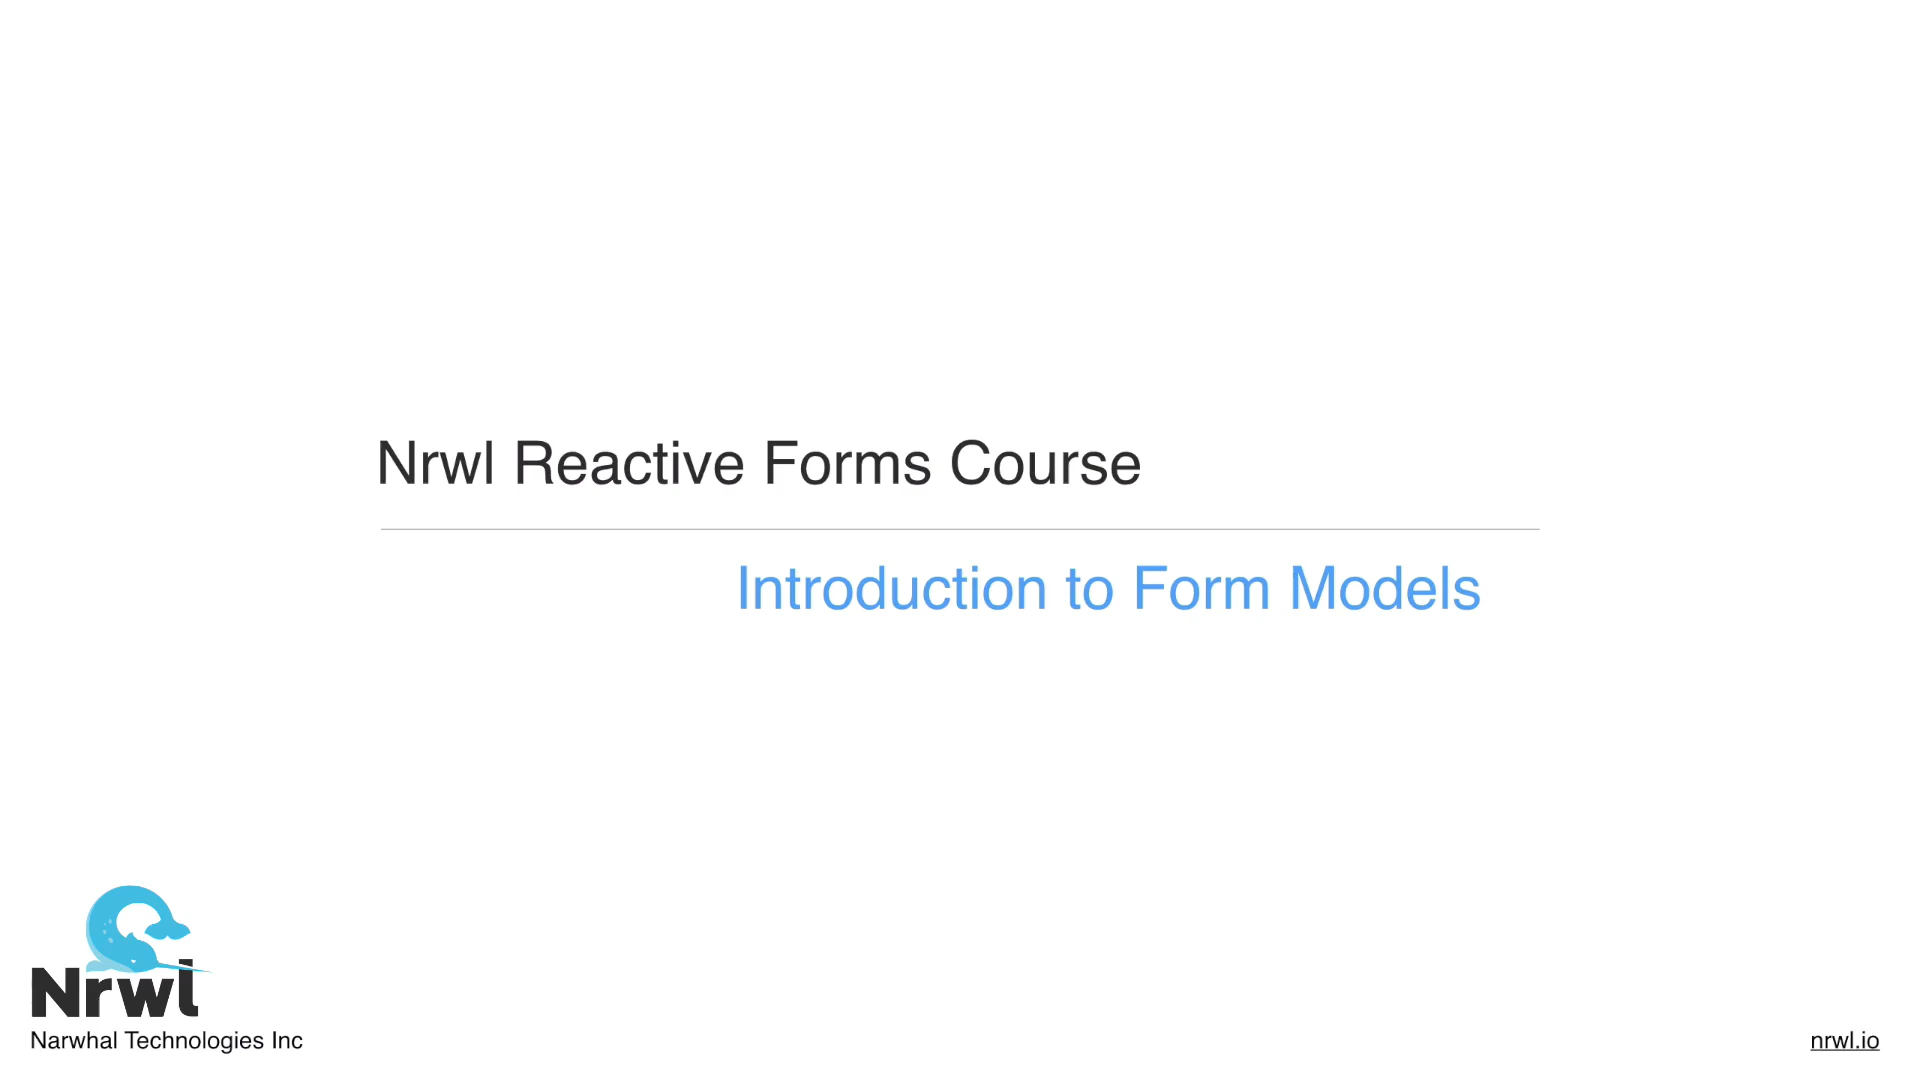 Nrwl Reactive Forms Course
Introduction to Form Models
Nrwl
Narwhal Technologies Inc
nrwl.io